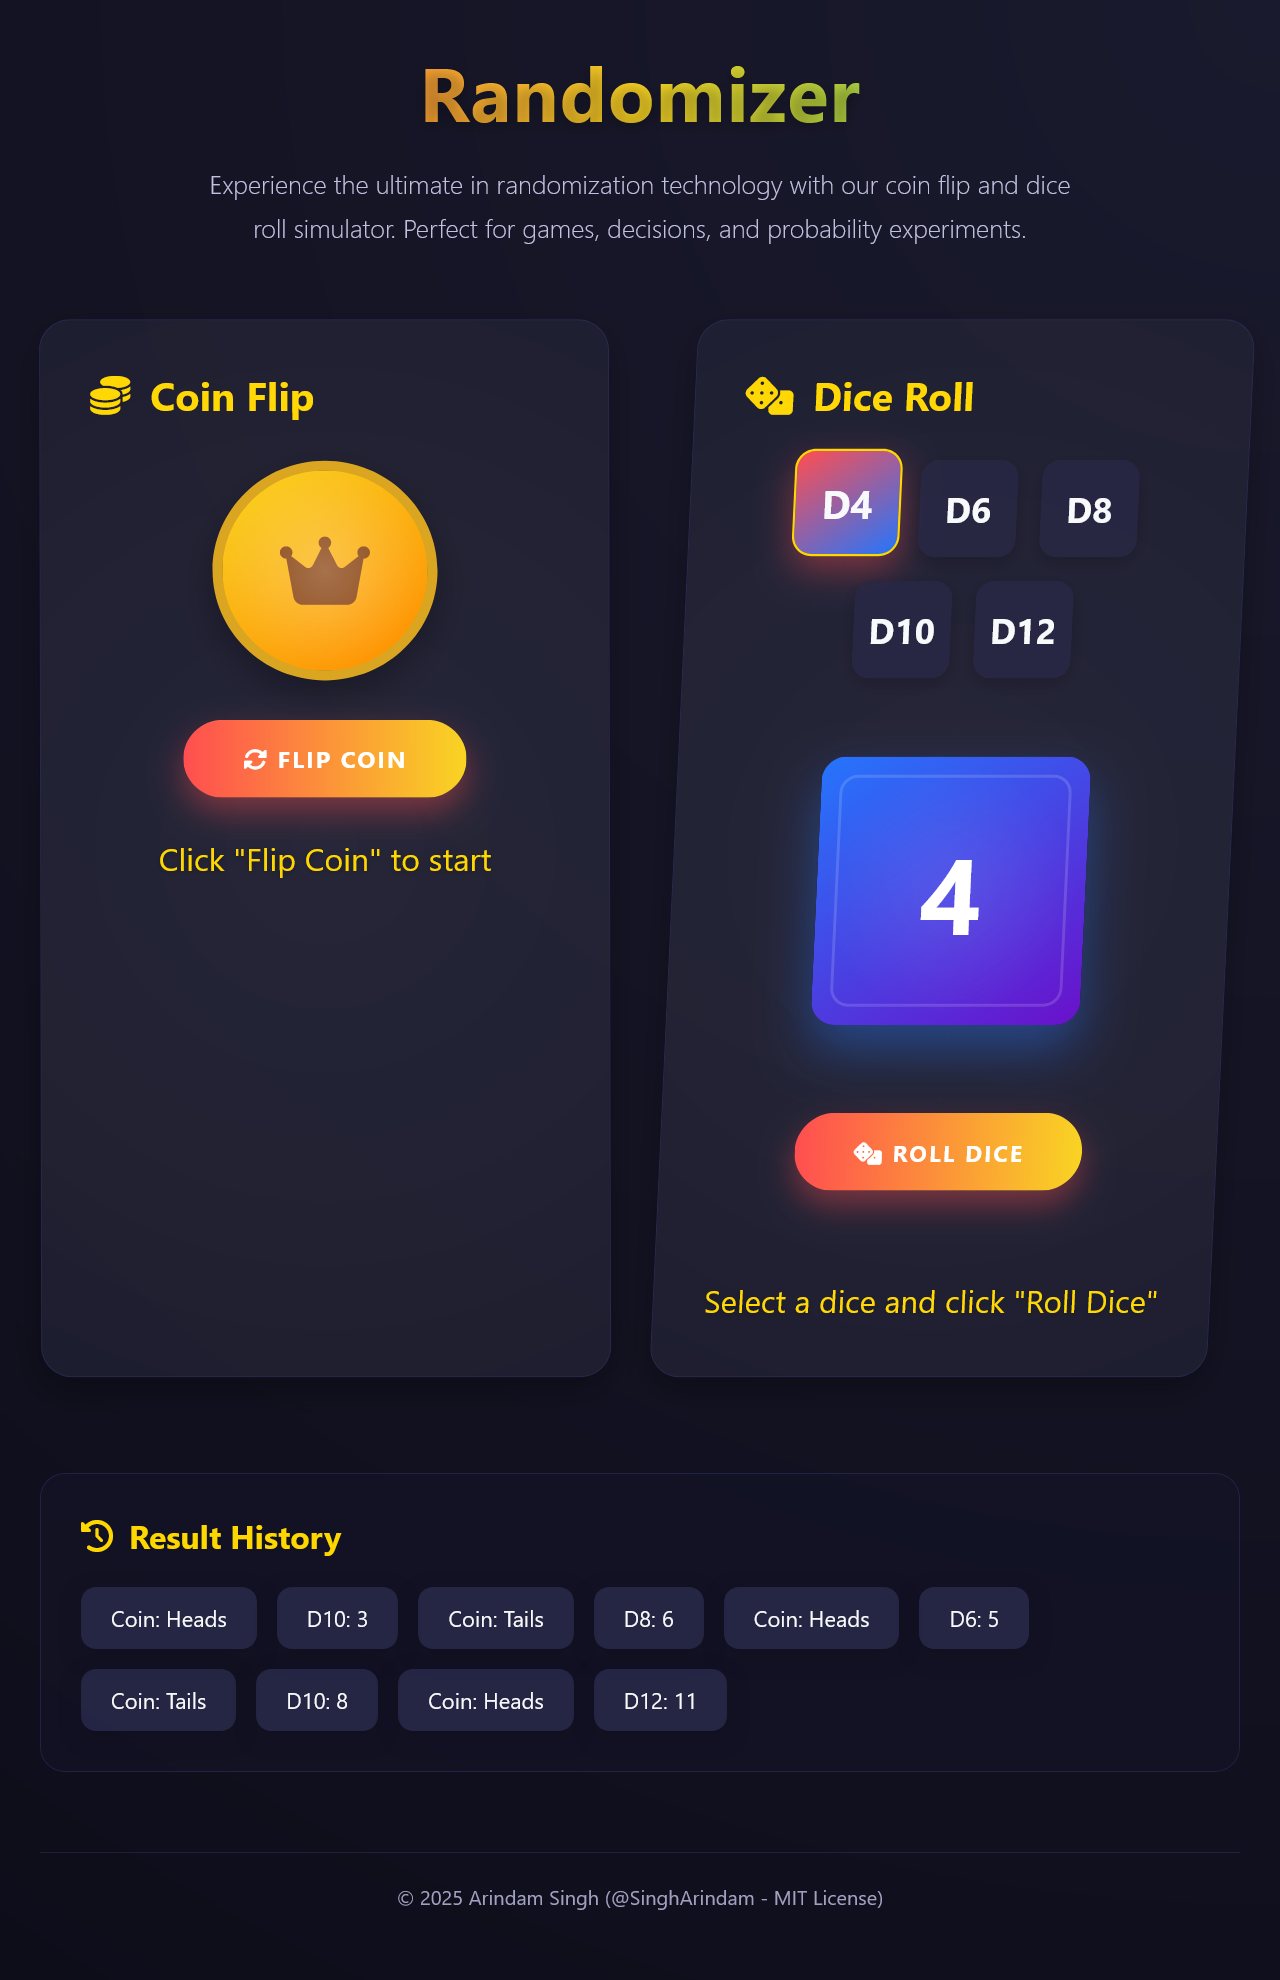 Randomizer
Experience the ultimate in randomization technology with our coin flip and dice
roll simulator. Perfect for games, decisions, and probability experiments.
Coin Flip
FLIP COIN
Click "Flip Coin" to start
Dice Roll
D4 D6 D8
D10 D12
4
ROLL DICE
Select a dice and click "Roll Dice"
Result History
Coin: Heads D10: 3 Coin: Tails D8: 6 Coin: Heads D6: 5
Coin: Tails D10: 8 Coin: Heads D12: 11
© 2025 Arindam Singh (@SinghArindam - MIT License)